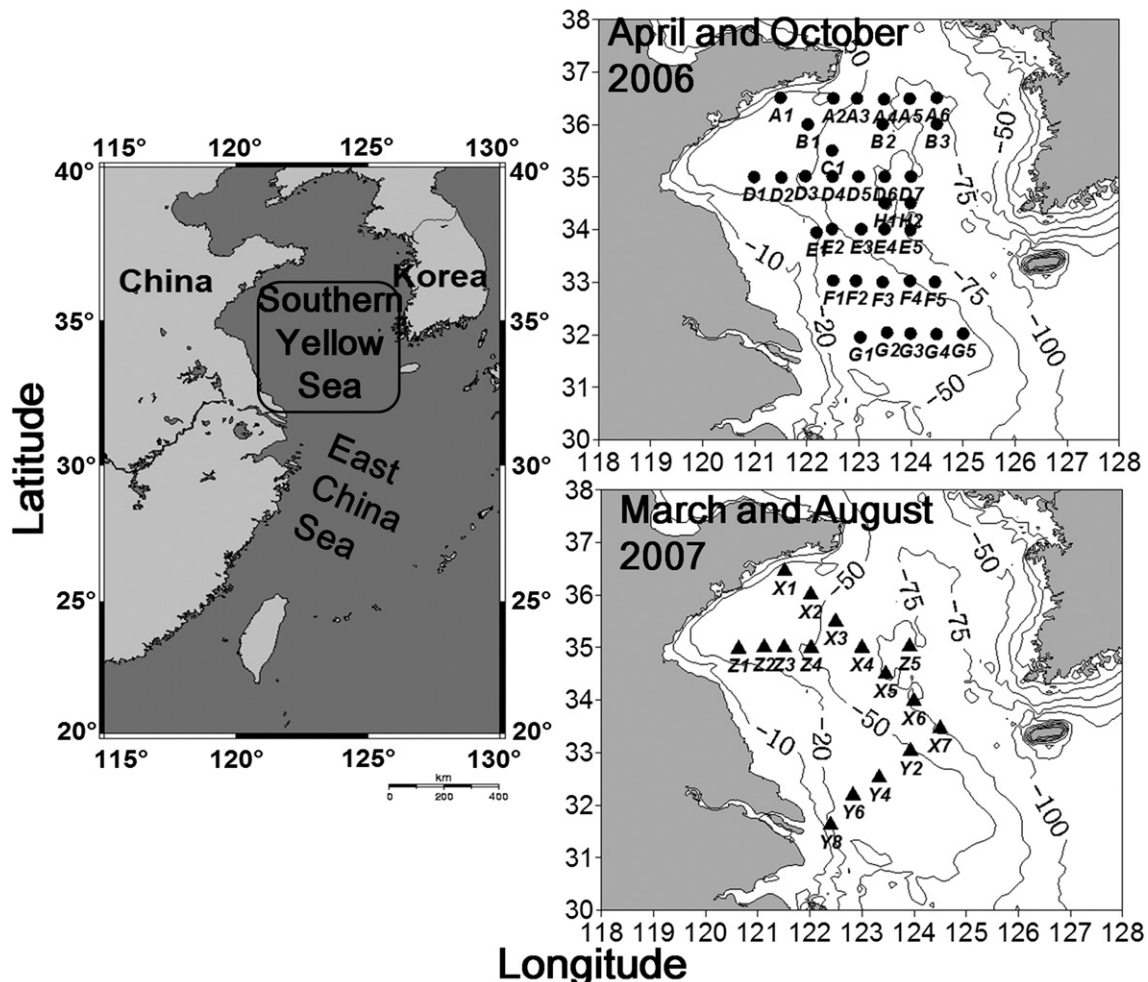 Latitude
115°
120°
125°
130°
40°
40°
35°
35°
30°
30°
25°
25°
20°
20°
115°
120°
125°
130°
China
Korea
Southern
Yellow
Sea
East
China
Sea
km
0 200 400
April and October
2006
38
37
36
35
34
33
32
31
30
118 119 120 121 122 123 124 125 126 127 128
-50
-50
-75
-10
-20
-75
-100
-50
A1 A2 A3 A4 A5 A6
B1 B2 B3
C1
D1 D2 D3 D4 D5 D6 D7
H1 H2
E1 E2 E3 E4 E5
F1 F2 F3 F4 F5
G1 G2 G3 G4 G5
March and August
2007
38
37
36
35
34
33
32
31
30
118 119 120 121 122 123 124 125 126 127 128
-50
-50
-75
-75
-50
-10
-20
-100
X1
X2
X3
Z1 Z2 Z3 Z4 X4 Z5
X5
X6
X7
Y2
Y4
Y6
Y8
Longitude